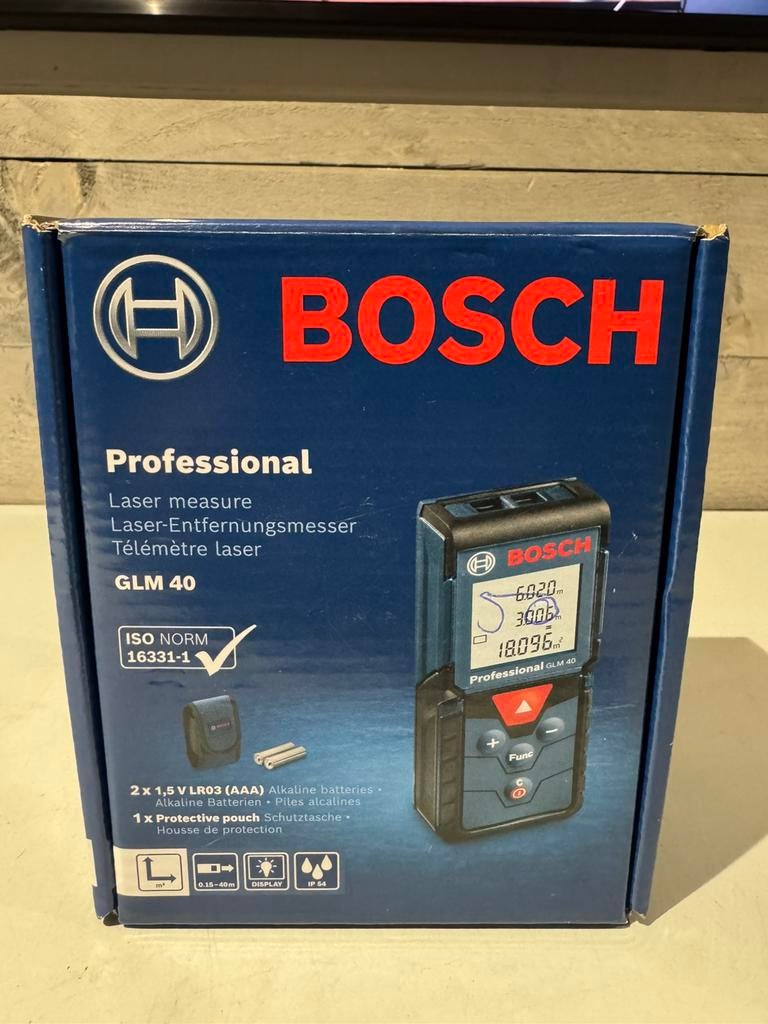 BOSCH
Professional
Laser measure
Laser-Entfernungsmesser
Télémètre laser
GLM 40
ISO NORM
16331-1
BOSCH
6.020m
3.006m
=
18.096m²
Professional GLM 40
+
−
Func
C
BOSCH
2 x 1,5 V LR03 (AAA) Alkaline batteries •
Alkaline Batterien • Piles alcalines
1 x Protective pouch Schutztasche •
Housse de protection
m²
0.15–40m
DISPLAY
IP 54